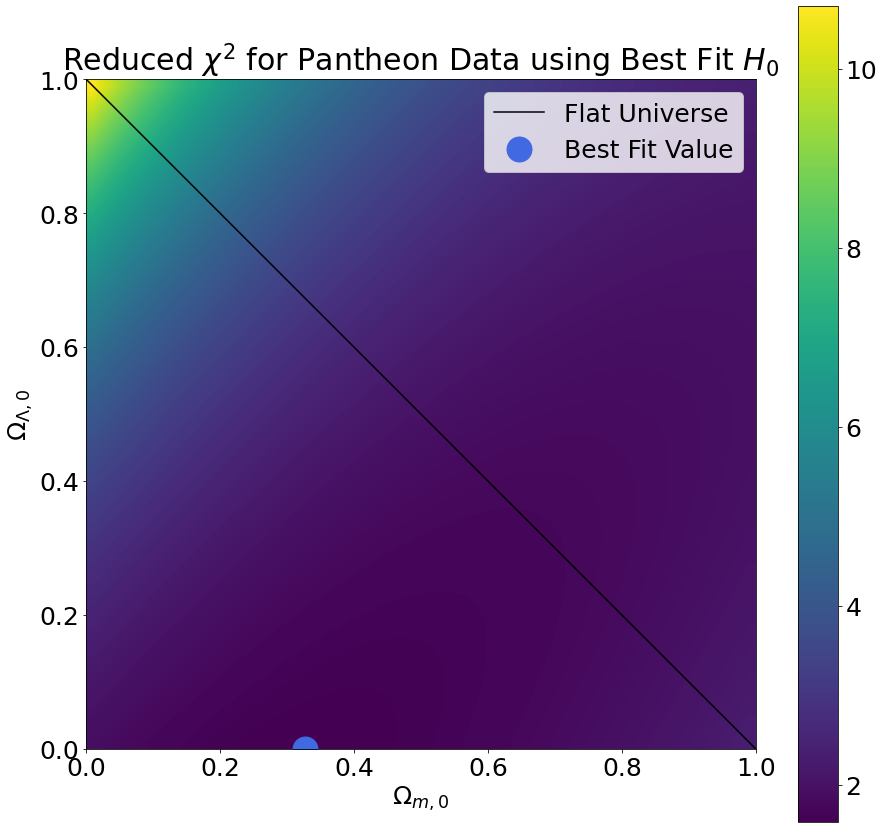 Reduced χ² for Pantheon Data using Best Fit H₀
Flat Universe
Best Fit Value
1.0
0.8
0.6
0.4
0.2
0.0
Ω_Λ,0
0.0 0.2 0.4 0.6 0.8 1.0
Ω_m,0
10
8
6
4
2